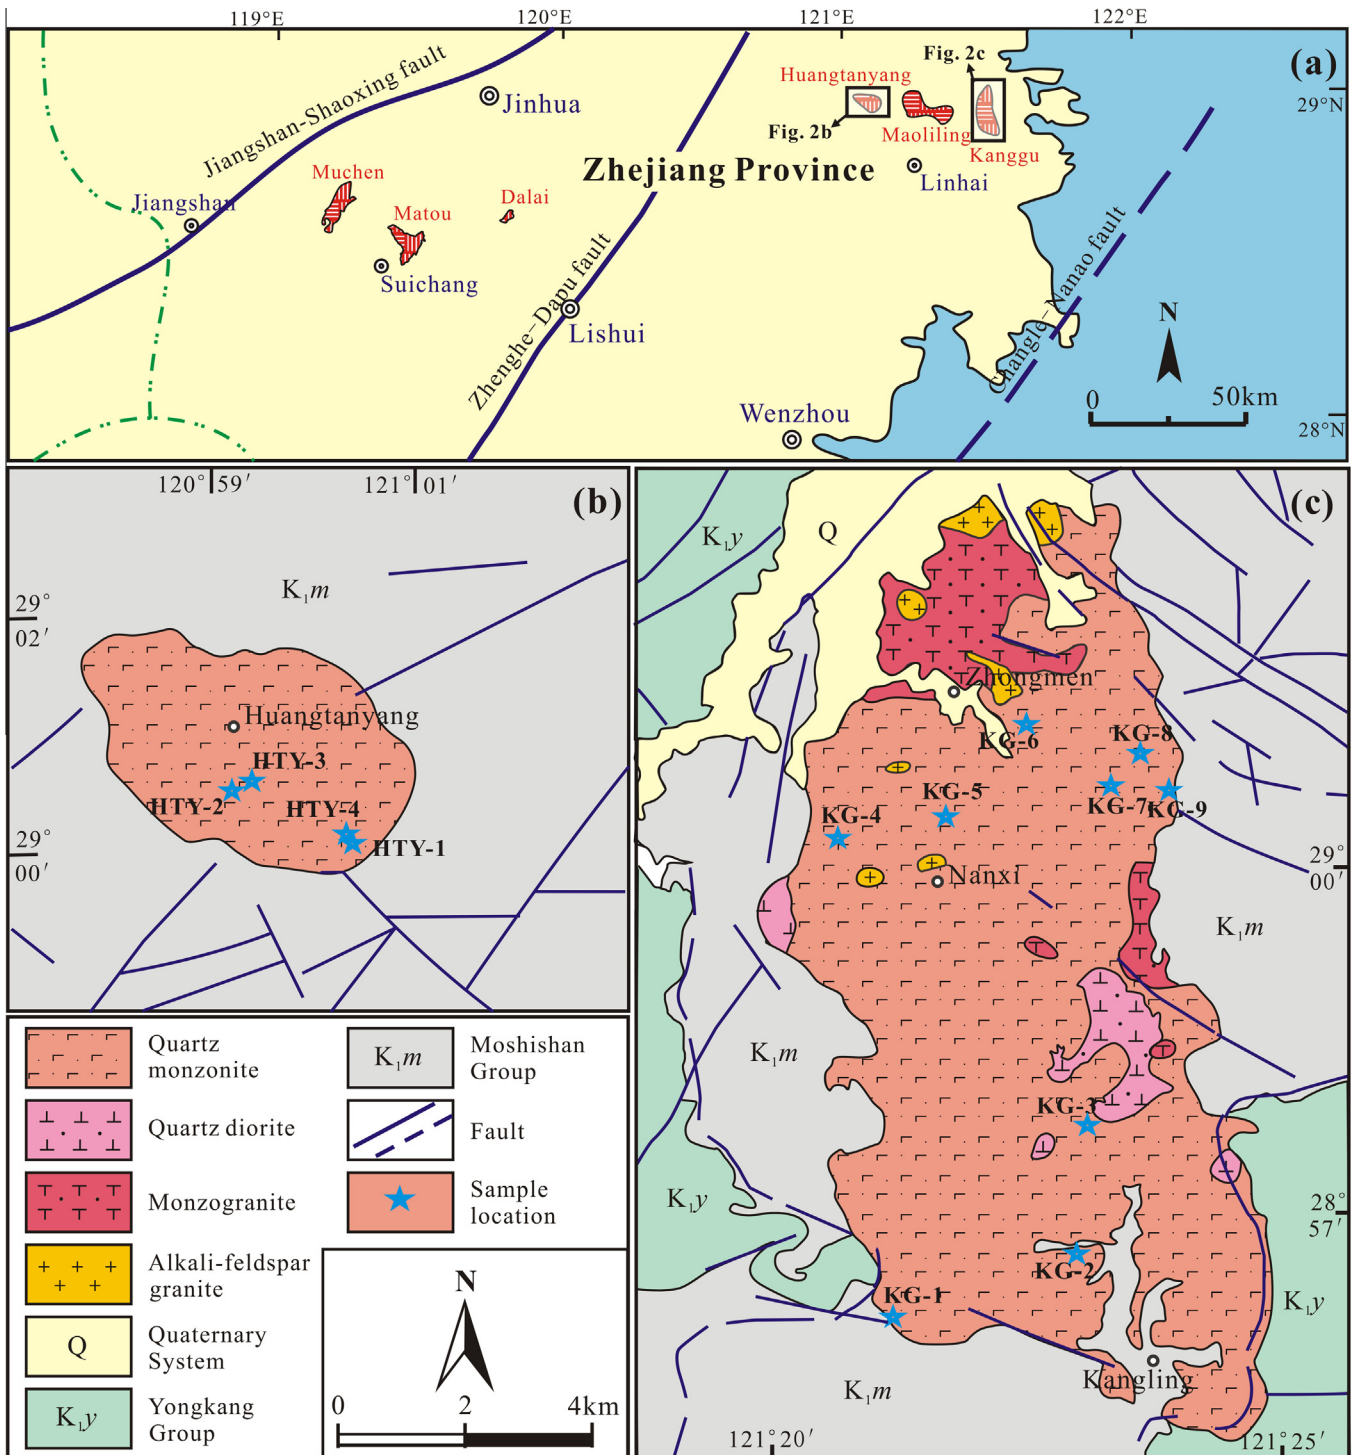 119°E
120°E
121°E
122°E
(a)
29°N
28°N
Jiangshan-Shaoxing fault
Jinhua
Huangtanyang
Fig. 2c
Fig. 2b
Maoliling
Kanggu
Zhejiang Province
Linhai
Muchen
Jiangshan
Matou
Dalai
Suichang
Zhenghe-Dapu fault
Lishui
Changle-Nanao fault
N
0 50km
Wenzhou
120°59′ 121°01′
(b)
29°
02′
29°
00′
K₁m
Huangtanyang
HTY-3
HTY-2
HTY-4
HTY-1
(c)
K₁y
Q
Zhongmen
KG-6
KG-8
KG-5
KG-7
KG-9
KG-4
Nanxi
29°
00′
K₁m
K₁m
KG-3
K₁y
28°
57′
KG-2
KG-1
K₁y
Kangling
K₁m
121°20′
121°25′
Quartz
monzonite
Quartz diorite
Monzogranite
Alkali-feldspar
granite
Q
Quaternary
System
K₁y
Yongkang
Group
K₁m
Moshishan
Group
Fault
Sample
location
N
0 2 4km